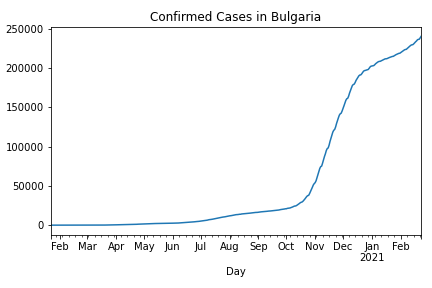 Confirmed Cases in Bulgaria
250000
200000
150000
100000
50000
0
Feb Mar Apr May Jun Jul Aug Sep Oct Nov Dec Jan Feb
2021
Day